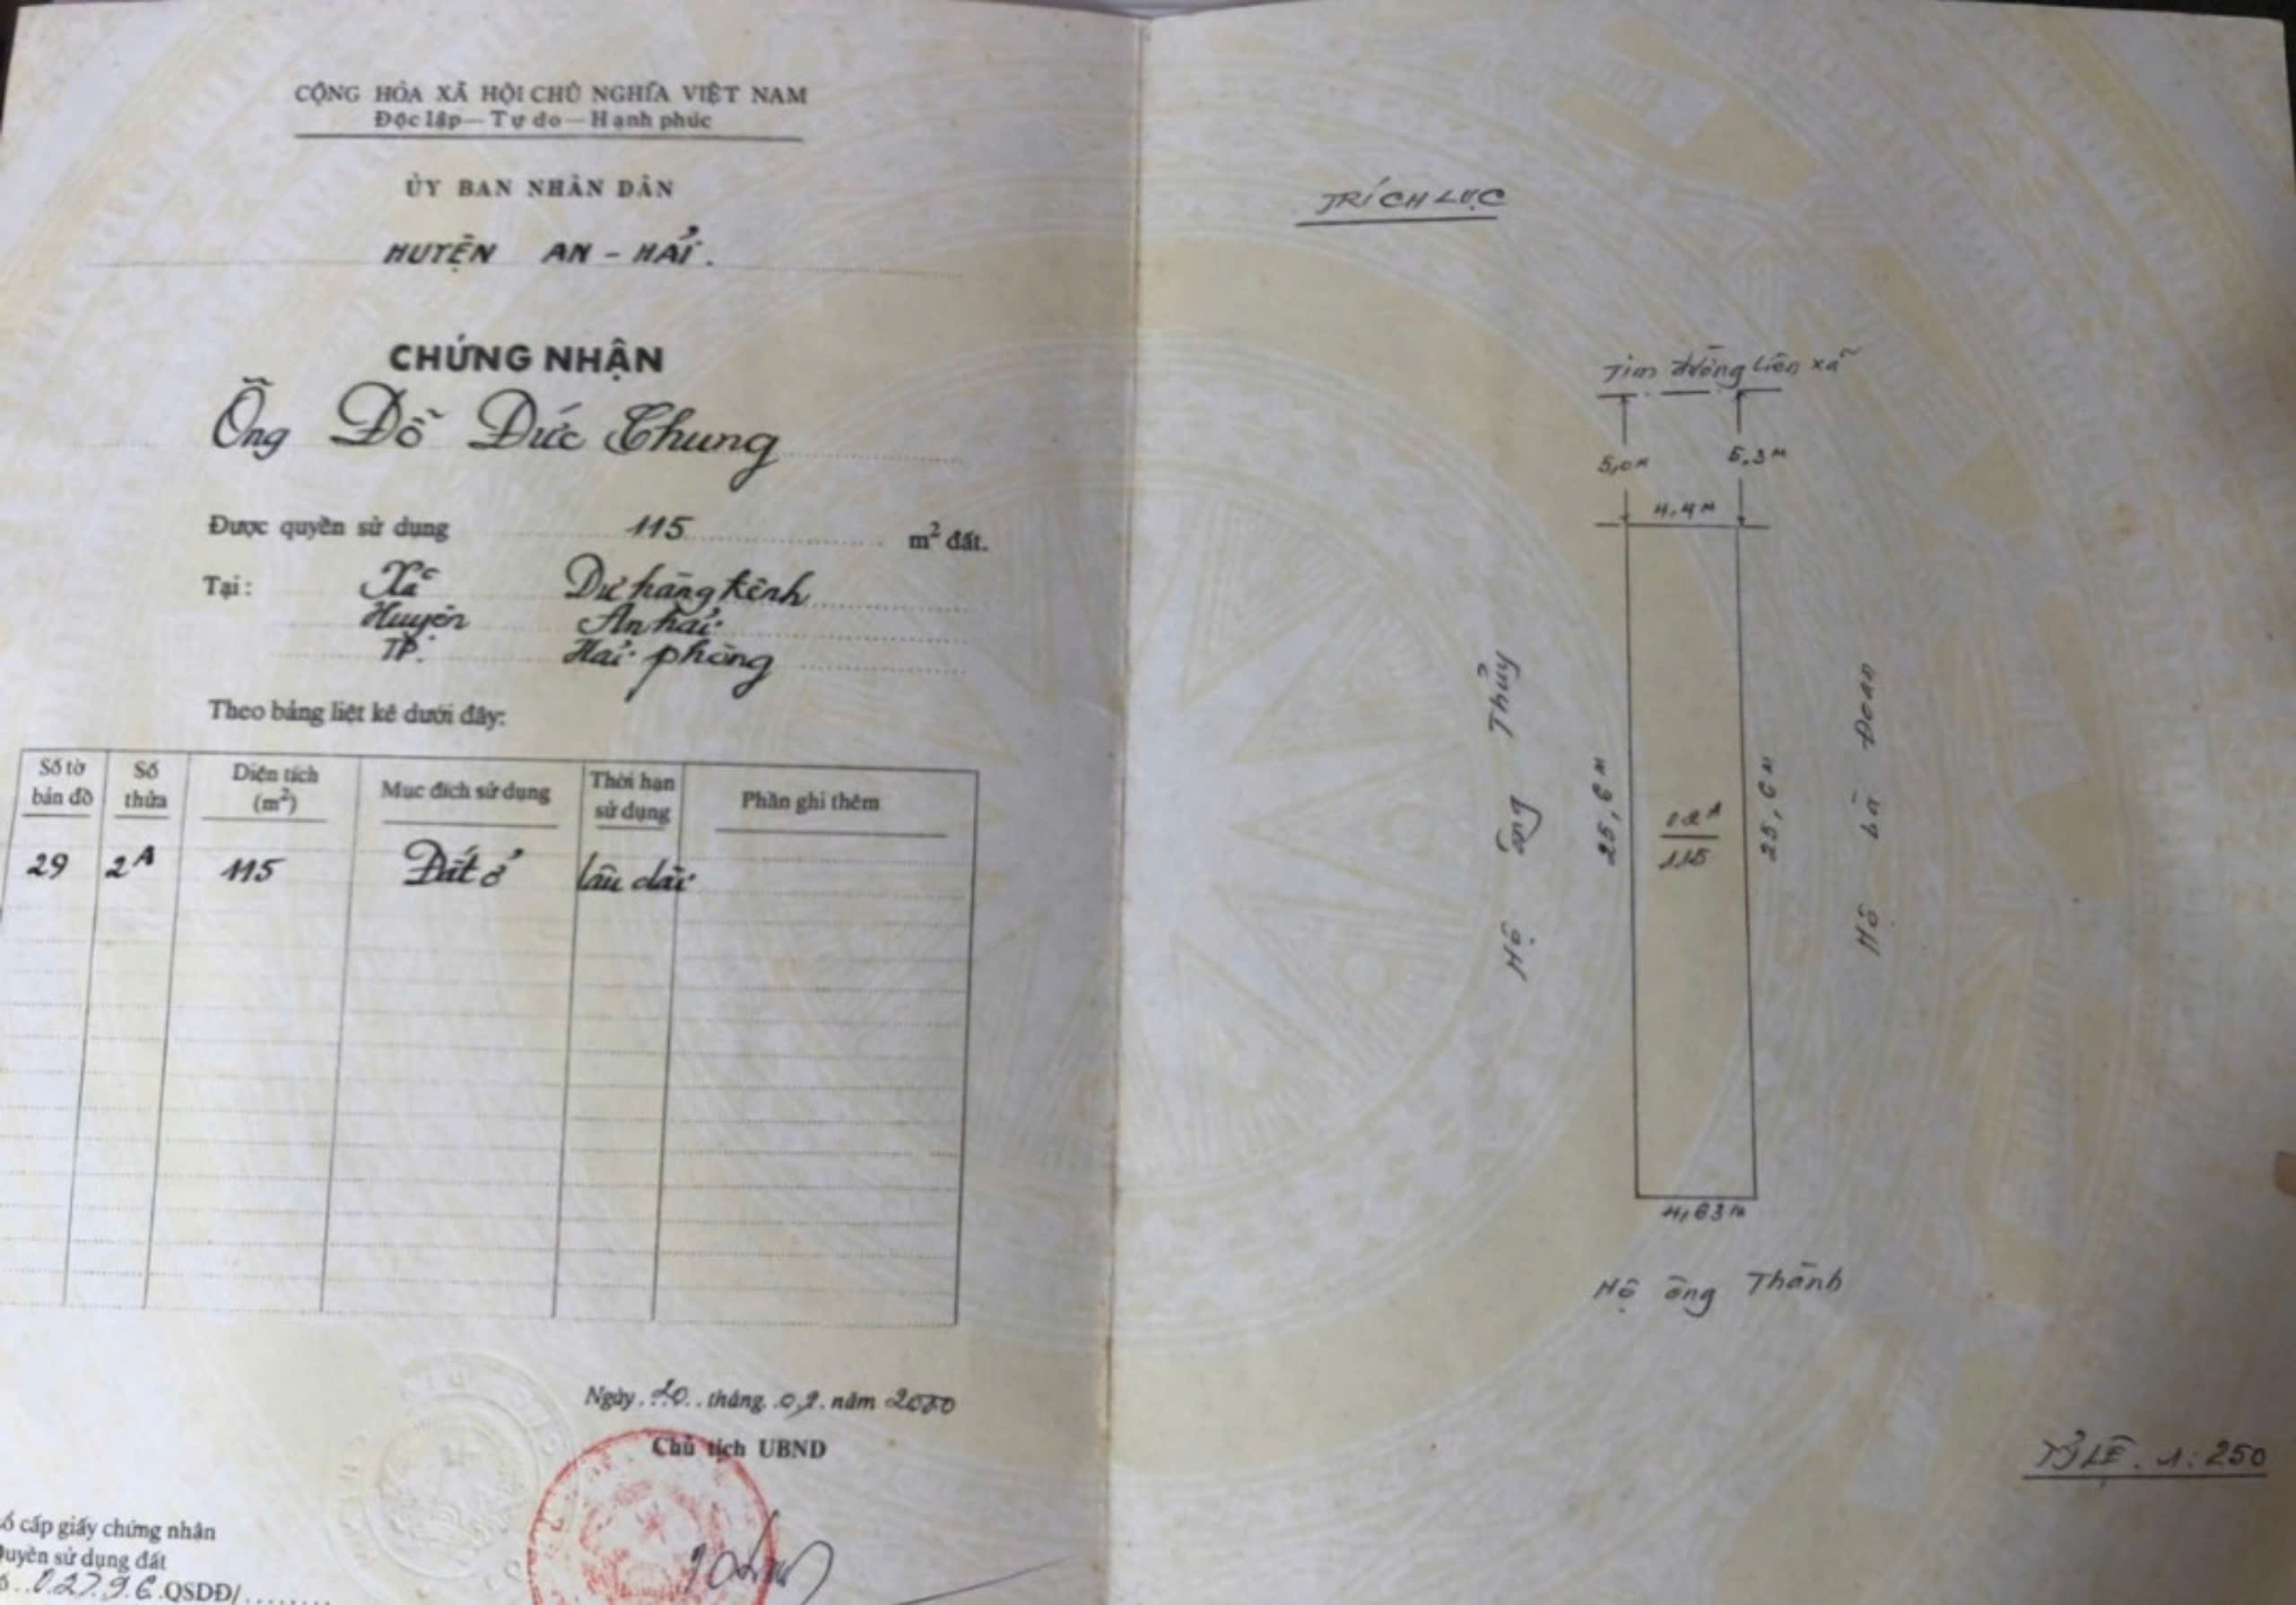 CỘNG HÒA XÃ HỘI CHỦ NGHĨA VIỆT NAM
Độc lập — Tự do — Hạnh phúc
ỦY BAN NHÂN DÂN
HUYỆN AN - HẢI.
CHỨNG NHẬN
Ông Đỗ Đức Chung
Được quyền sử dụng 115 m² đất.
Tại: Xã Dư hàng kênh
Huyện An hải
TP. Hải phòng
Theo bảng liệt kê dưới đây:
Số tờ bản đồ Số thửa Diện tích (m²) Mục đích sử dụng Thời hạn sử dụng Phần ghi thêm
29 2A 115 Đất ở lâu dài
Ngày 20 tháng 09 năm 2000
Chủ tịch UBND
ố cấp giấy chứng nhận
Quyền sử dụng đất
QSDĐ/
TRÍCH LỤC
Tim đường liên xã
5,0M 5,3M
4,4M
Hộ ông Thủy
25,6M
115
25,6M
Hộ bà Đoan
4,63M
Hộ ông Thành
TỶ LỆ. 1:250